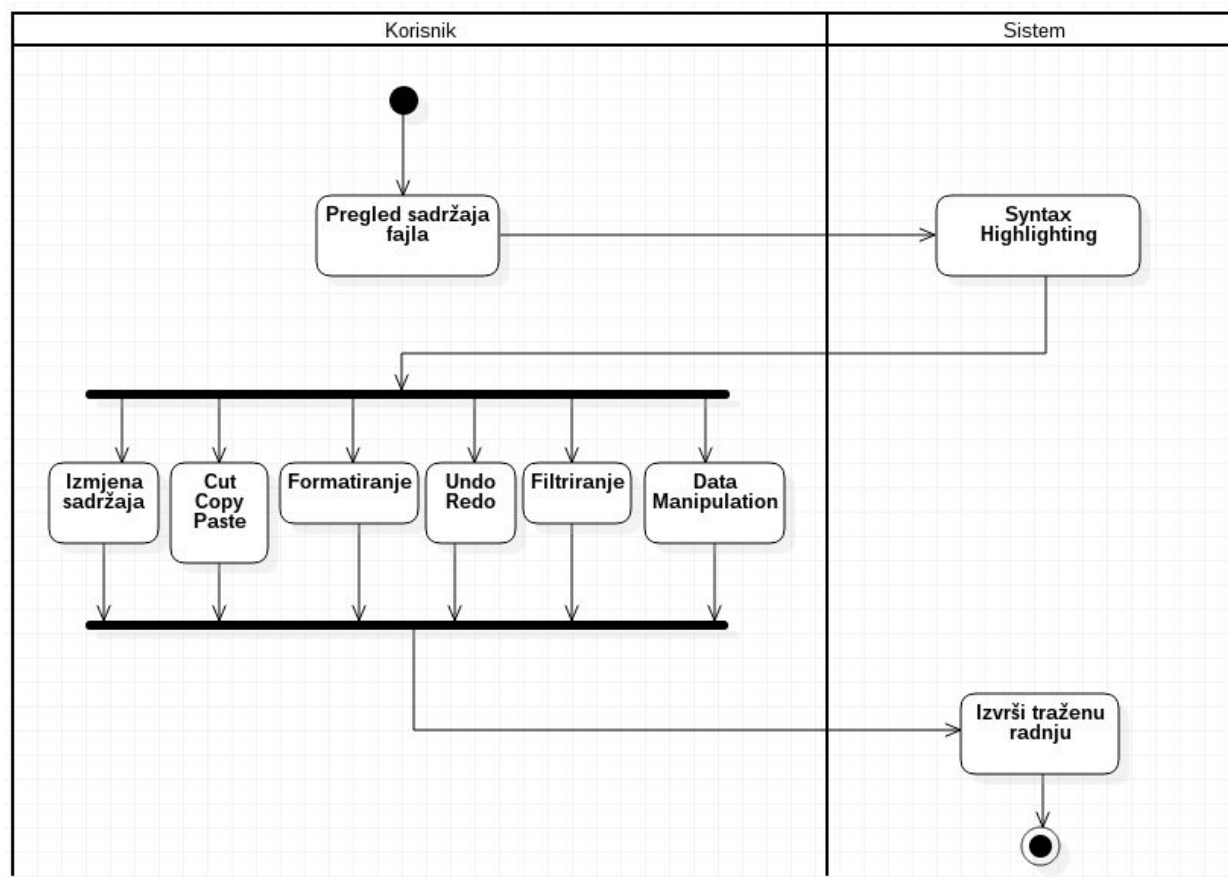 Korisnik
Sistem
Pregled sadržaja
fajla
Syntax
Highlighting
Izmjena
sadržaja
Cut
Copy
Paste
Formatiranje
Undo
Redo
Filtriranje
Data
Manipulation
Izvrši traženu
radnju